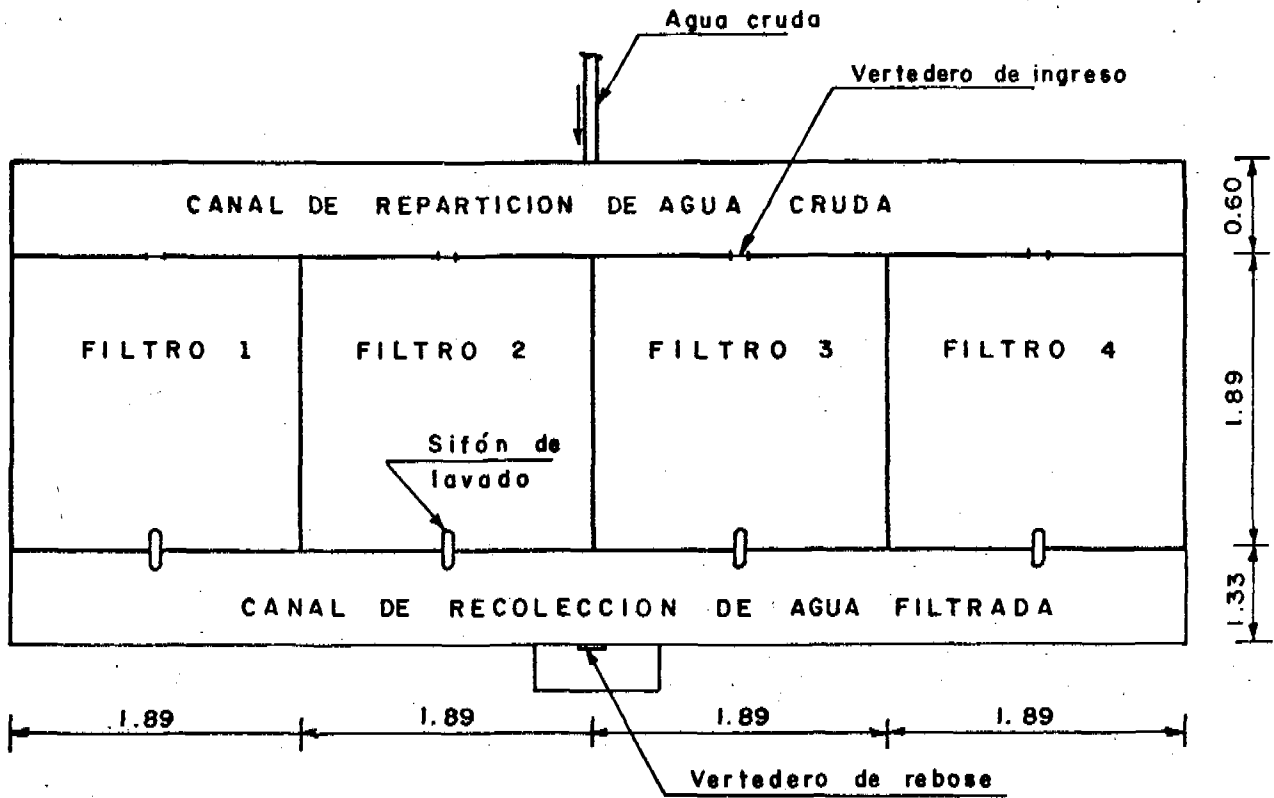 Agua cruda
Vertedero de ingreso
CANAL DE REPARTICION DE AGUA CRUDA
0.60
FILTRO 1
FILTRO 2
FILTRO 3
FILTRO 4
1.89
Sifón de
lavado
CANAL DE RECOLECCION DE AGUA FILTRADA
1.33
1.89
1.89
1.89
1.89
Vertedero de rebose